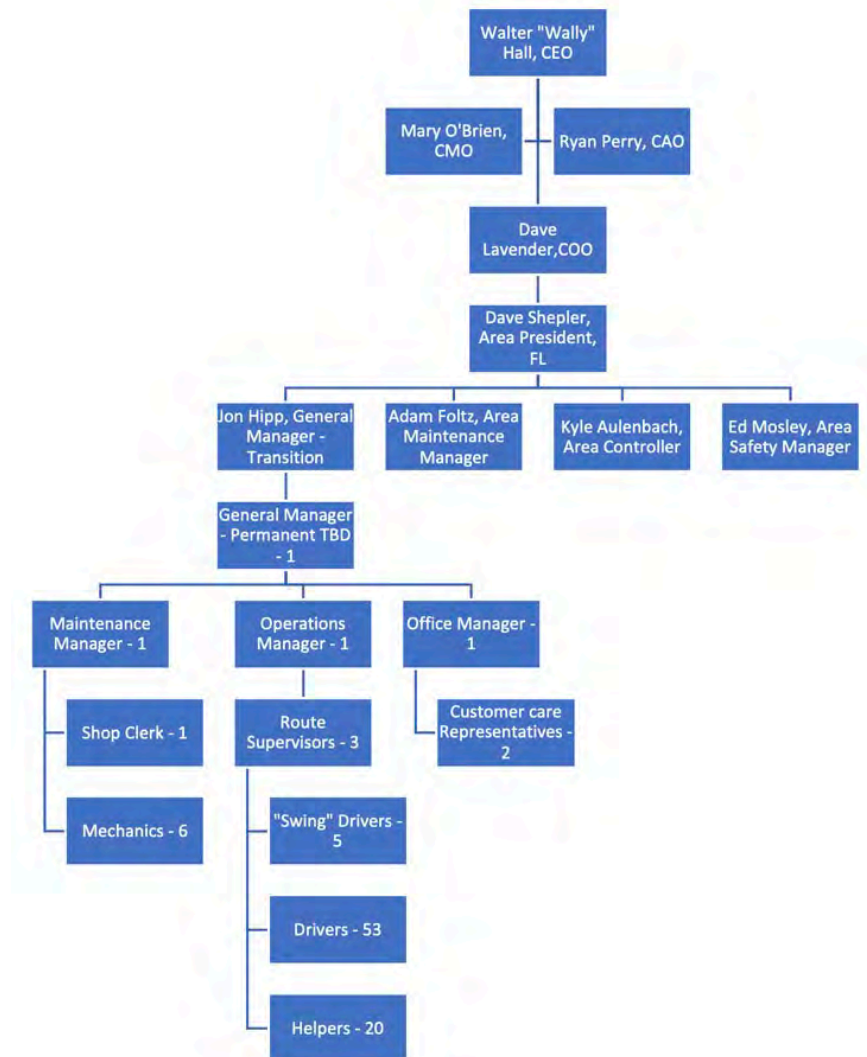 Walter "Wally"
Hall, CEO
Mary O'Brien,
CMO
Ryan Perry, CAO
Dave
Lavender,COO
Dave Shepler,
Area President,
FL
Jon Hipp, General
Manager -
Transition
Adam Foltz, Area
Maintenance
Manager
Kyle Aulenbach,
Area Controller
Ed Mosley, Area
Safety Manager
General Manager
- Permanent TBD
- 1
Maintenance
Manager - 1
Operations
Manager - 1
Office Manager -
1
Shop Clerk - 1
Route
Supervisors - 3
Customer care
Representatives -
2
Mechanics - 6
"Swing" Drivers -
5
Drivers - 53
Helpers - 20